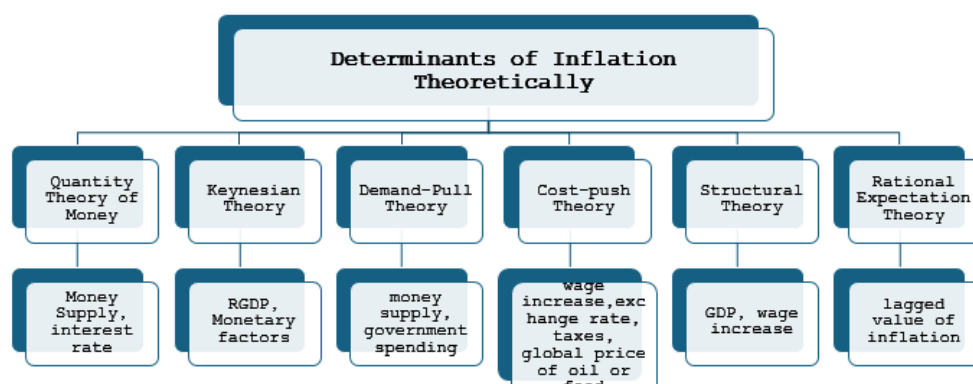 Determinants of Inflation
Theoretically
Quantity
Theory of
Money
Keynesian
Theory
Demand-Pull
Theory
Cost-push
Theory
Structural
Theory
Rational
Expectation
Theory
Money
Supply,
interest
rate
RGDP,
Monetary
factors
money
supply,
government
spending
wage
increase,exc
hange rate,
taxes,
global price
of oil or
food
GDP, wage
increase
lagged
value of
inflation